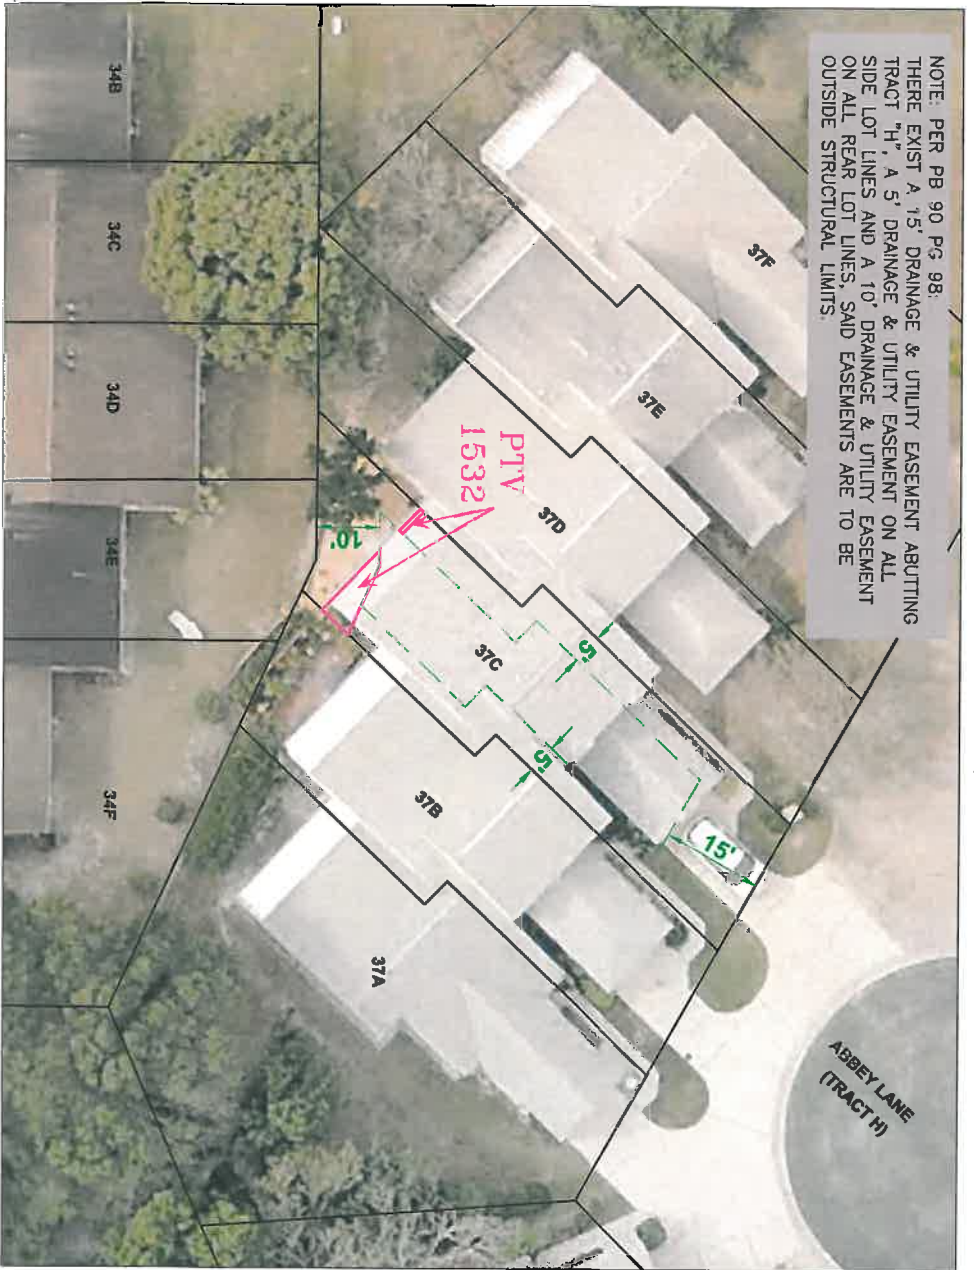 NOTE: PER PB 90 PG 98:
THERE EXIST A 15' DRAINAGE & UTILITY EASEMENT ABUTTING
TRACT "H", A 5' DRAINAGE & UTILITY EASEMENT ON ALL
SIDE LOT LINES AND A 10' DRAINAGE & UTILITY EASEMENT
ON ALL REAR LOT LINES, SAID EASEMENTS ARE TO BE
OUTSIDE STRUCTURAL LIMITS.
37F
37E
37D
37C
37B
37A
34B
34C
34D
34E
34F
PTV
1532
10'
5'
5'
15'
ABBEY LANE
(TRACT H)